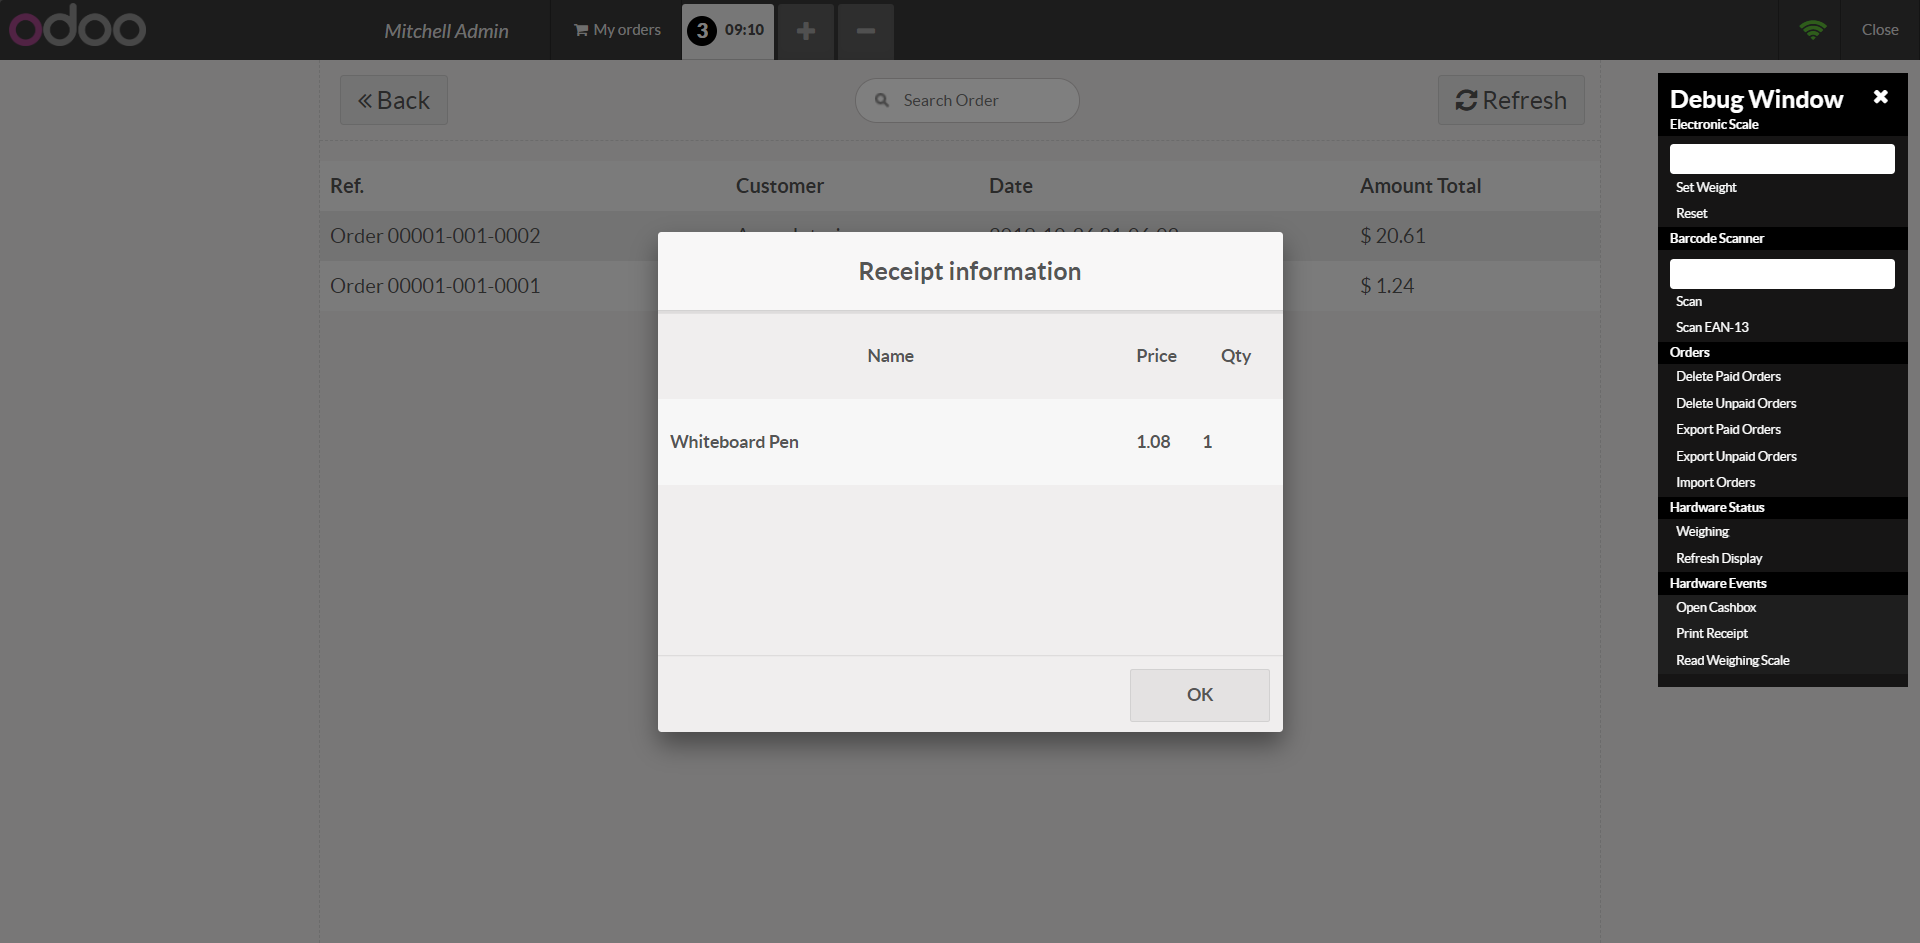 odoo
Mitchell Admin
My orders
3 09:10
Close
Back
Search Order
Refresh
Ref. Customer Date Amount Total
Order 00001-001-0002 $ 20.61
Order 00001-001-0001 $ 1.24
Receipt information
Name Price Qty
Whiteboard Pen 1.08 1
OK
Debug Window
Electronic Scale
Set Weight
Reset
Barcode Scanner
Scan
Scan EAN-13
Orders
Delete Paid Orders
Delete Unpaid Orders
Export Paid Orders
Export Unpaid Orders
Import Orders
Hardware Status
Weighing
Refresh Display
Hardware Events
Open Cashbox
Print Receipt
Read Weighing Scale